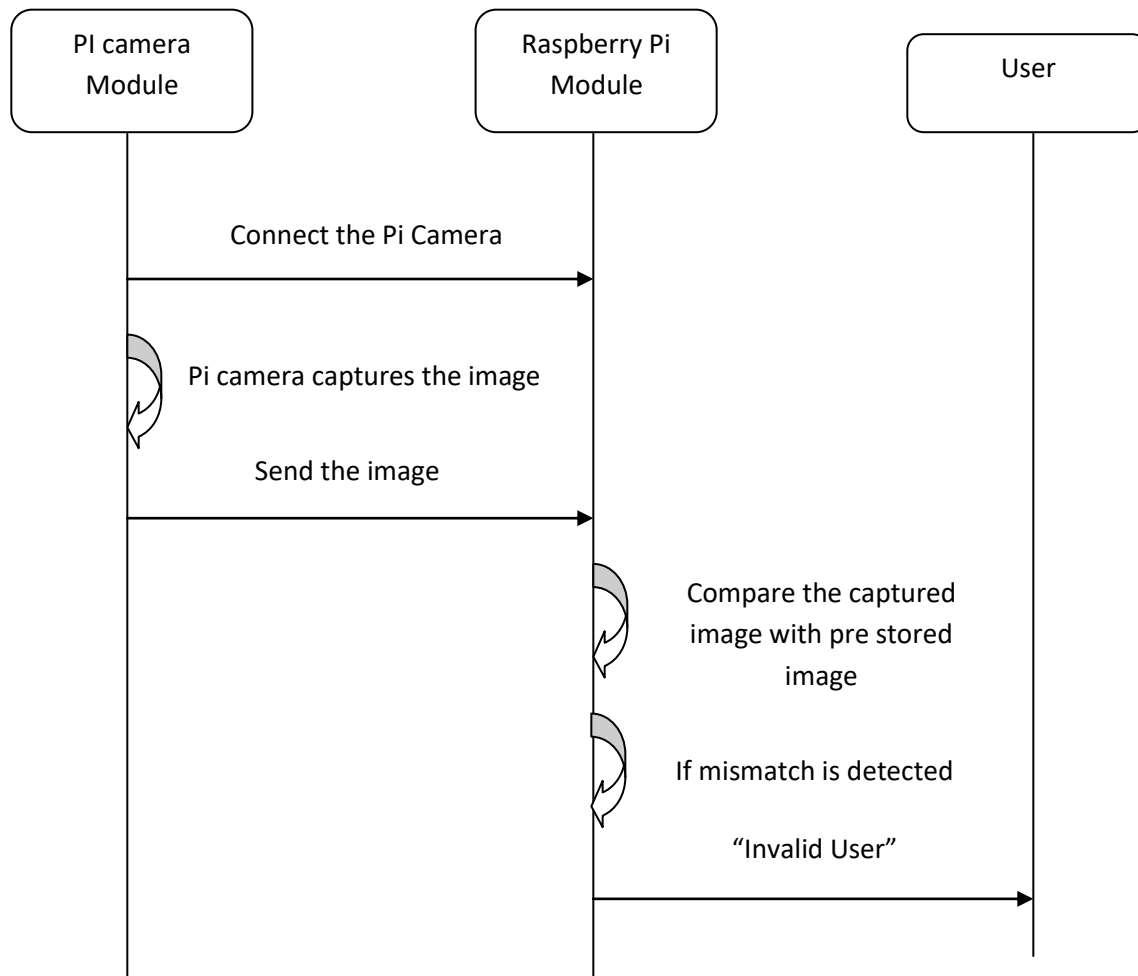 PI camera
Module
Raspberry Pi
Module
User
Connect the Pi Camera
Pi camera captures the image
Send the image
Compare the captured
image with pre stored
image
If mismatch is detected
“Invalid User”